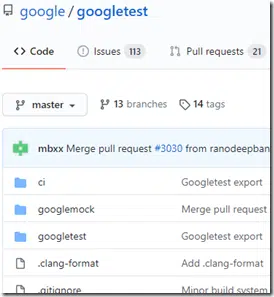 google / googletest
Code Issues 113 Pull requests 21
master 13 branches 14 tags
mbxx Merge pull request #3030 from ranodeepban
ci Googletest export
googlemock Merge pull reques
googletest Googletest export
.clang-format Add .clang-format
.gitignore Minor build system